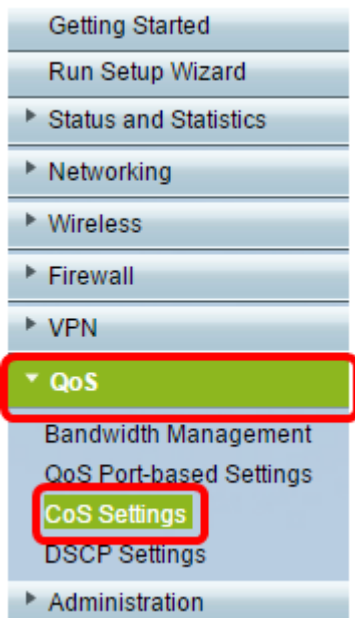 Getting Started
Run Setup Wizard
Status and Statistics
Networking
Wireless
Firewall
VPN
QoS
Bandwidth Management
QoS Port-based Settings
CoS Settings
DSCP Settings
Administration